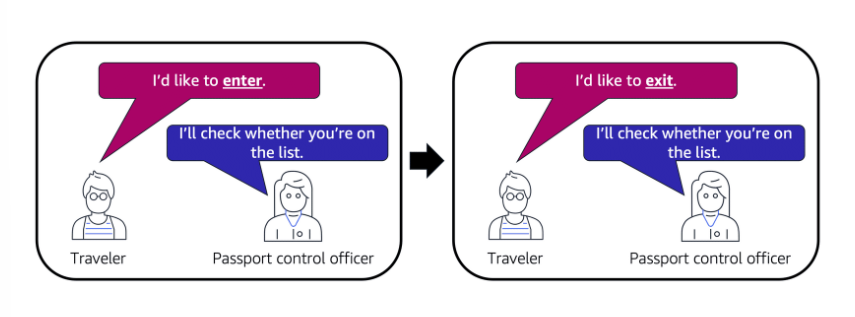 I'd like to enter.
I'll check whether you're on
the list.
Traveler
Passport control officer
I'd like to exit.
I'll check whether you're on
the list.
Traveler
Passport control officer